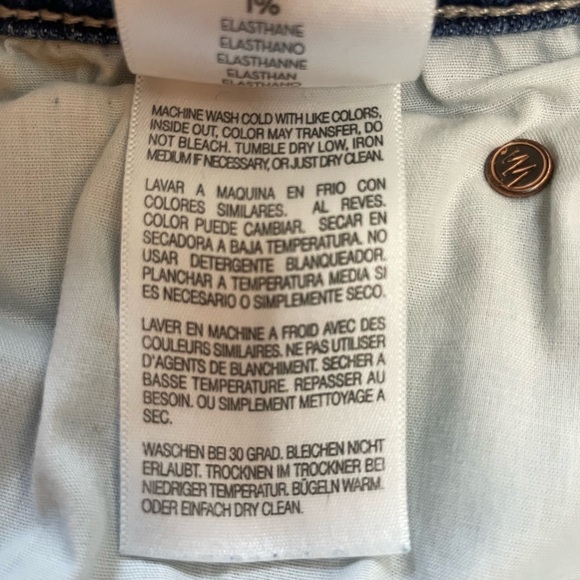 1%
ELASTHANE
ELASTHANO
ELASTHANNE
ELASTHAN
MACHINE WASH COLD WITH LIKE COLORS,
INSIDE OUT, COLOR MAY TRANSFER, DO
NOT BLEACH. TUMBLE DRY LOW, IRON
MEDIUM IF NECESSARY, OR JUST DRY CLEAN.
LAVAR A MAQUINA EN FRIO CON
COLORES SIMILARES. AL REVES.
COLOR PUEDE CAMBIAR. SECAR EN
SECADORA A BAJA TEMPERATURA. NO
USAR DETERGENTE BLANQUEADOR.
PLANCHAR A TEMPERATURA MEDIA SI
ES NECESARIO O SIMPLEMENTE SECO.
LAVER EN MACHINE A FROID AVEC DES
COULEURS SIMILAIRES. NE PAS UTILISER
D'AGENTS DE BLANCHIMENT. SECHER A
BASSE TEMPERATURE. REPASSER AU
BESOIN. OU SIMPLEMENT METTOYAGE A
SEC.
WASCHEN BEI 30 GRAD. BLEICHEN NICHT
ERLAUBT. TROCKNEN IM TROCKNER BEI
NIEDRIGER TEMPERATUR. BÜGELN WARM.
ODER EINFACH DRY CLEAN.